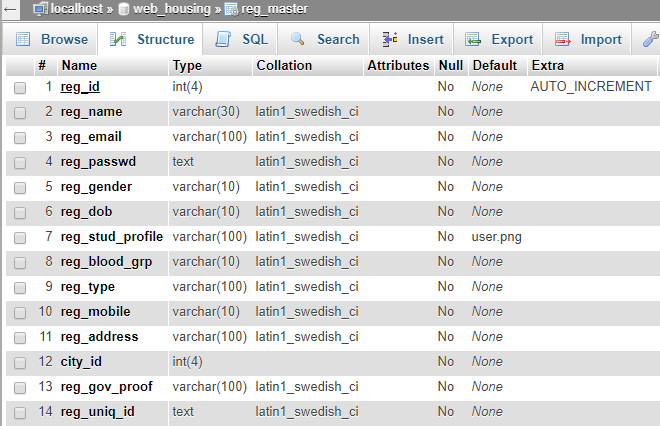 localhost » web_housing » reg_master
Browse Structure SQL Search Insert Export Import
# Name Type Collation Attributes Null Default Extra
1 reg_id int(4) No None AUTO_INCREMENT
2 reg_name varchar(30) latin1_swedish_ci No None
3 reg_email varchar(100) latin1_swedish_ci No None
4 reg_passwd text latin1_swedish_ci No None
5 reg_gender varchar(10) latin1_swedish_ci No None
6 reg_dob varchar(10) latin1_swedish_ci No None
7 reg_stud_profile varchar(100) latin1_swedish_ci No user.png
8 reg_blood_grp varchar(10) latin1_swedish_ci No None
9 reg_type varchar(100) latin1_swedish_ci No None
10 reg_mobile varchar(10) latin1_swedish_ci No None
11 reg_address varchar(100) latin1_swedish_ci No None
12 city_id int(4) No None
13 reg_gov_proof varchar(100) latin1_swedish_ci No None
14 reg_uniq_id text latin1_swedish_ci No None